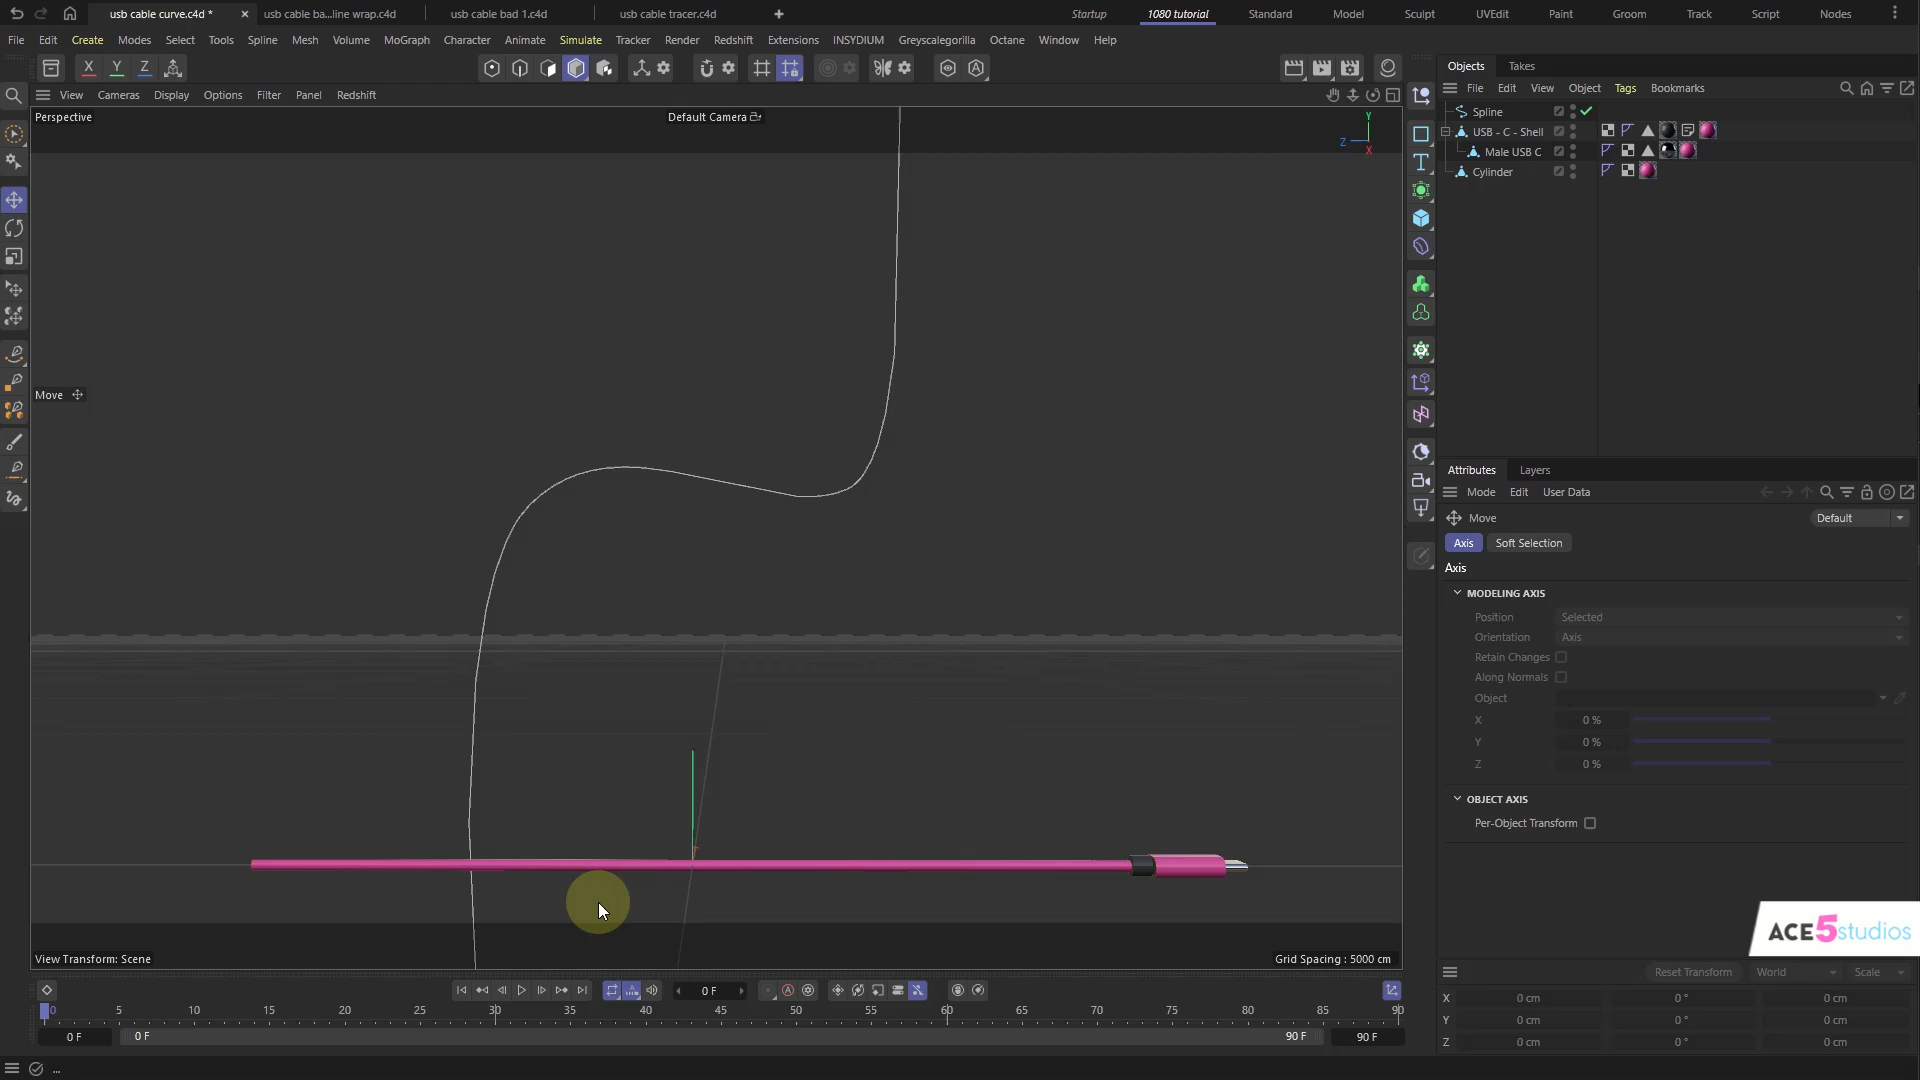 usb cable curve.c4d *
usb cable ba...line wrap.c4d
usb cable bad 1.c4d
usb cable tracer.c4d
Startup
1080 tutorial
Standard
Model
Sculpt
UVEdit
Paint
Groom
Track
Script
Nodes
File Edit Create Modes Select Tools Spline Mesh Volume MoGraph Character Animate Simulate Tracker Render Redshift Extensions INSYDIUM Greyscalegorilla Octane Window Help
X Y Z
Objects Takes
View Cameras Display Options Filter Panel Redshift
File Edit View Object Tags Bookmarks
Perspective
Default Camera
Y
Z
X
Spline
USB - C - Shell
Male USB C
Cylinder
Move
Attributes Layers
Mode Edit User Data
Move
Default
Axis
Soft Selection
Axis
MODELING AXIS
Position Selected
Orientation Axis
Retain Changes
Along Normals
Object
X 0 %
Y 0 %
Z 0 %
OBJECT AXIS
Per-Object Transform
ACE5studios
View Transform: Scene
Grid Spacing : 5000 cm
Reset Transform World Scale
0 F
0 5 10 15 20 25 30 35 40 45 50 55 60 65 70 75 80 85 90
0 F 0 F 90 F 90 F
X 0 cm 0 ° 0 cm
Y 0 cm 0 ° 0 cm
Z 0 cm 0 ° 0 cm
...